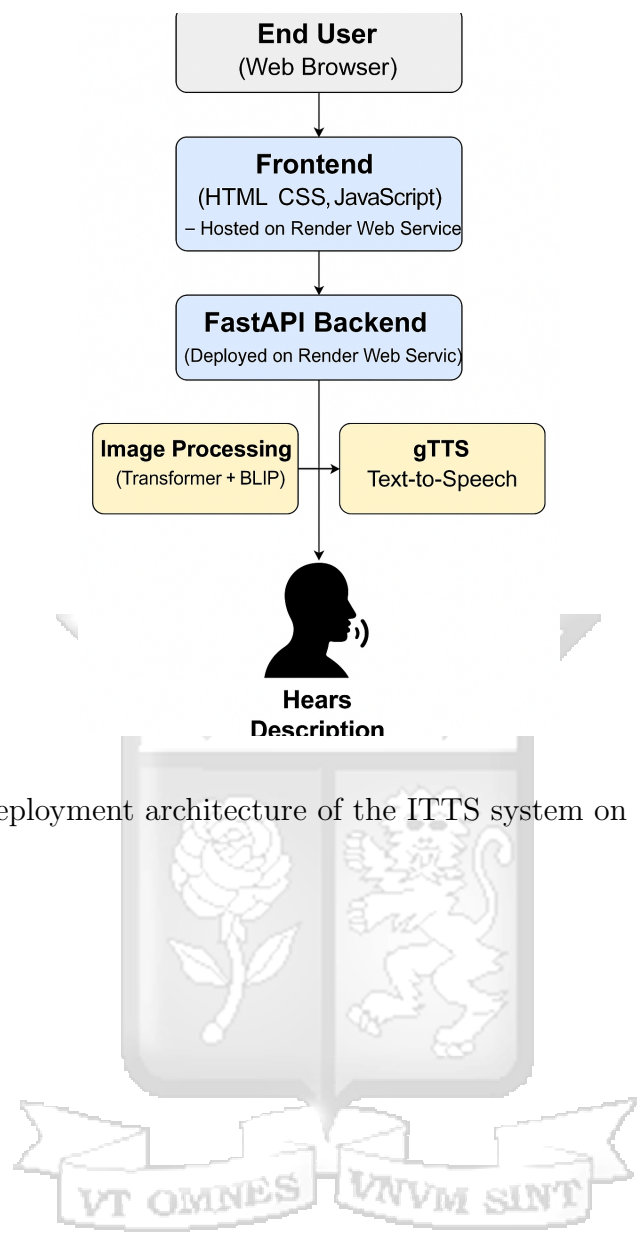 End User
(Web Browser)
Frontend
(HTML CSS, JavaScript)
– Hosted on Render Web Service
FastAPI Backend
(Deployed on Render Web Servic)
Image Processing
(Transformer + BLIP)
gTTS
Text-to-Speech
Hears
Description
eployment architecture of the ITTS system on
VT OMNES VNVM SINT